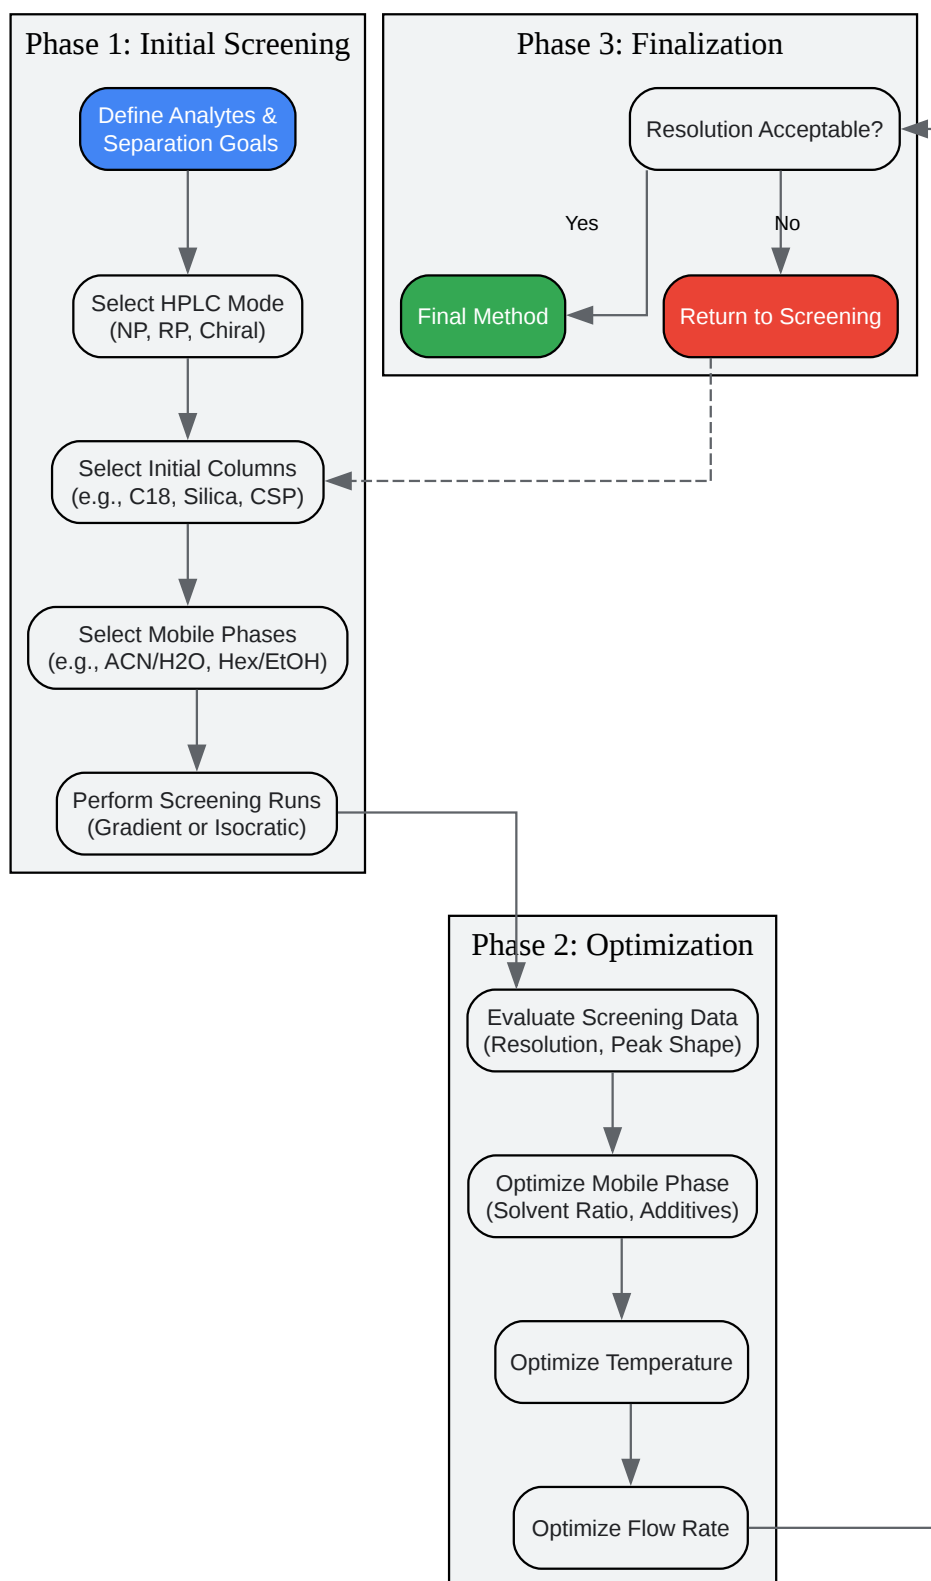 Phase 1: Initial Screening
Define Analytes &
Separation Goals
Select HPLC Mode
(NP, RP, Chiral)
Select Initial Columns
(e.g., C18, Silica, CSP)
Select Mobile Phases
(e.g., ACN/H2O, Hex/EtOH)
Perform Screening Runs
(Gradient or Isocratic)
Phase 3: Finalization
Resolution Acceptable?
Yes
No
Final Method
Return to Screening
Phase 2: Optimization
Evaluate Screening Data
(Resolution, Peak Shape)
Optimize Mobile Phase
(Solvent Ratio, Additives)
Optimize Temperature
Optimize Flow Rate